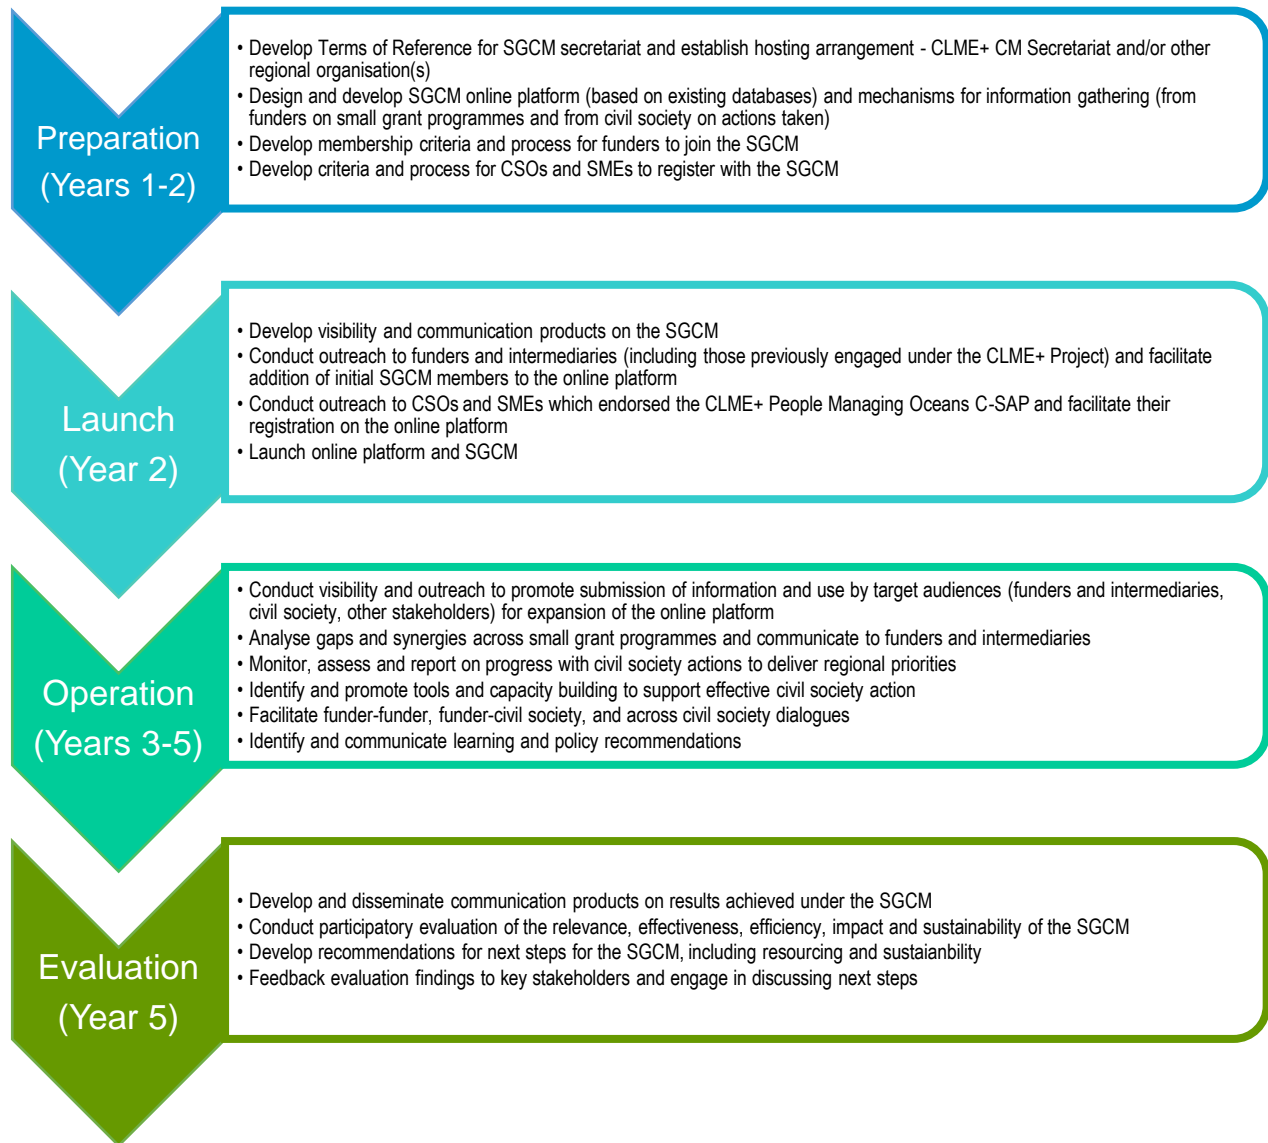 Preparation
(Years 1-2)
• Develop Terms of Reference for SGCM secretariat and establish hosting arrangement - CLME+ CM Secretariat and/or other
regional organisation(s)
• Design and develop SGCM online platform (based on existing databases) and mechanisms for information gathering (from
funders on small grant programmes and from civil society on actions taken)
• Develop membership criteria and process for funders to join the SGCM
• Develop criteria and process for CSOs and SMEs to register with the SGCM
Launch
(Year 2)
• Develop visibility and communication products on the SGCM
• Conduct outreach to funders and intermediaries (including those previously engaged under the CLME+ Project) and facilitate
addition of initial SGCM members to the online platform
• Conduct outreach to CSOs and SMEs which endorsed the CLME+ People Managing Oceans C-SAP and facilitate their
registration on the online platform
• Launch online platform and SGCM
Operation
(Years 3-5)
• Conduct visibility and outreach to promote submission of information and use by target audiences (funders and intermediaries,
civil society, other stakeholders) for expansion of the online platform
• Analyse gaps and synergies across small grant programmes and communicate to funders and intermediaries
• Monitor, assess and report on progress with civil society actions to deliver regional priorities
• Identify and promote tools and capacity building to support effective civil society action
• Facilitate funder-funder, funder-civil society, and across civil society dialogues
• Identify and communicate learning and policy recommendations
Evaluation
(Year 5)
• Develop and disseminate communication products on results achieved under the SGCM
• Conduct participatory evaluation of the relevance, effectiveness, efficiency, impact and sustainability of the SGCM
• Develop recommendations for next steps for the SGCM, including resourcing and sustaianbility
• Feedback evaluation findings to key stakeholders and engage in discussing next steps